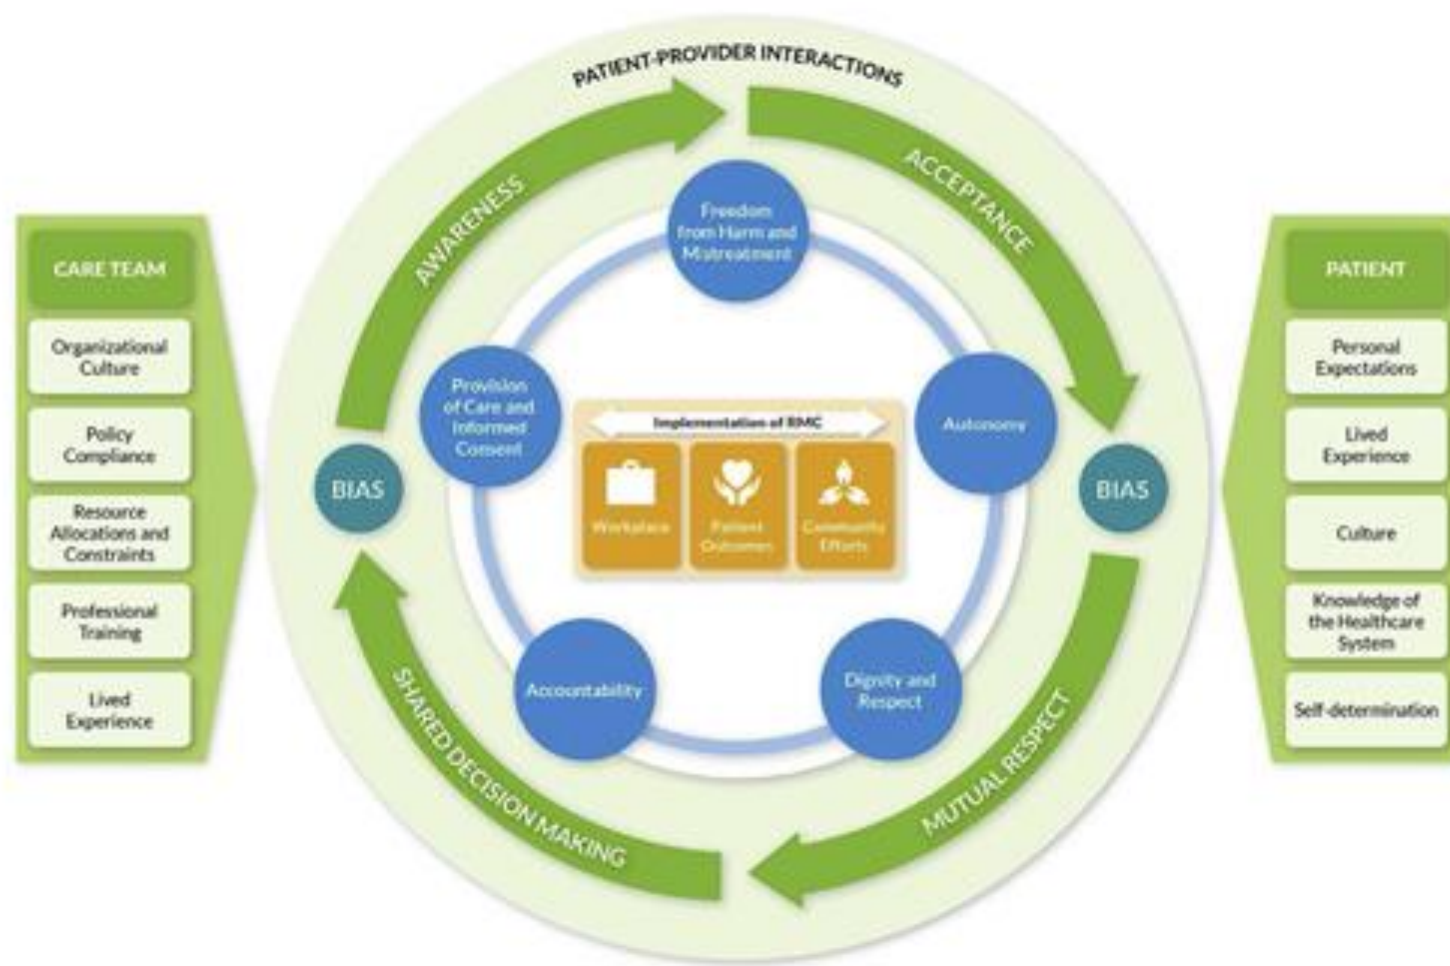 PATIENT-PROVIDER INTERACTIONS
AWARENESS
ACCEPTANCE
MUTUAL RESPECT
SHARED DECISION MAKING
BIAS
BIAS
CARE TEAM
Organizational
Culture
Policy
Compliance
Resource
Allocations and
Constraints
Professional
Training
Lived
Experience
Freedom
from Harm and
Mistreatment
Autonomy
Dignity and
Respect
Accountability
Provision
of Care and
Informed
Consent
Implementation of RMC
Workplace
Patient
Outcomes
Community
Efforts
PATIENT
Personal
Expectations
Lived
Experience
Culture
Knowledge of
the Healthcare
System
Self-determination